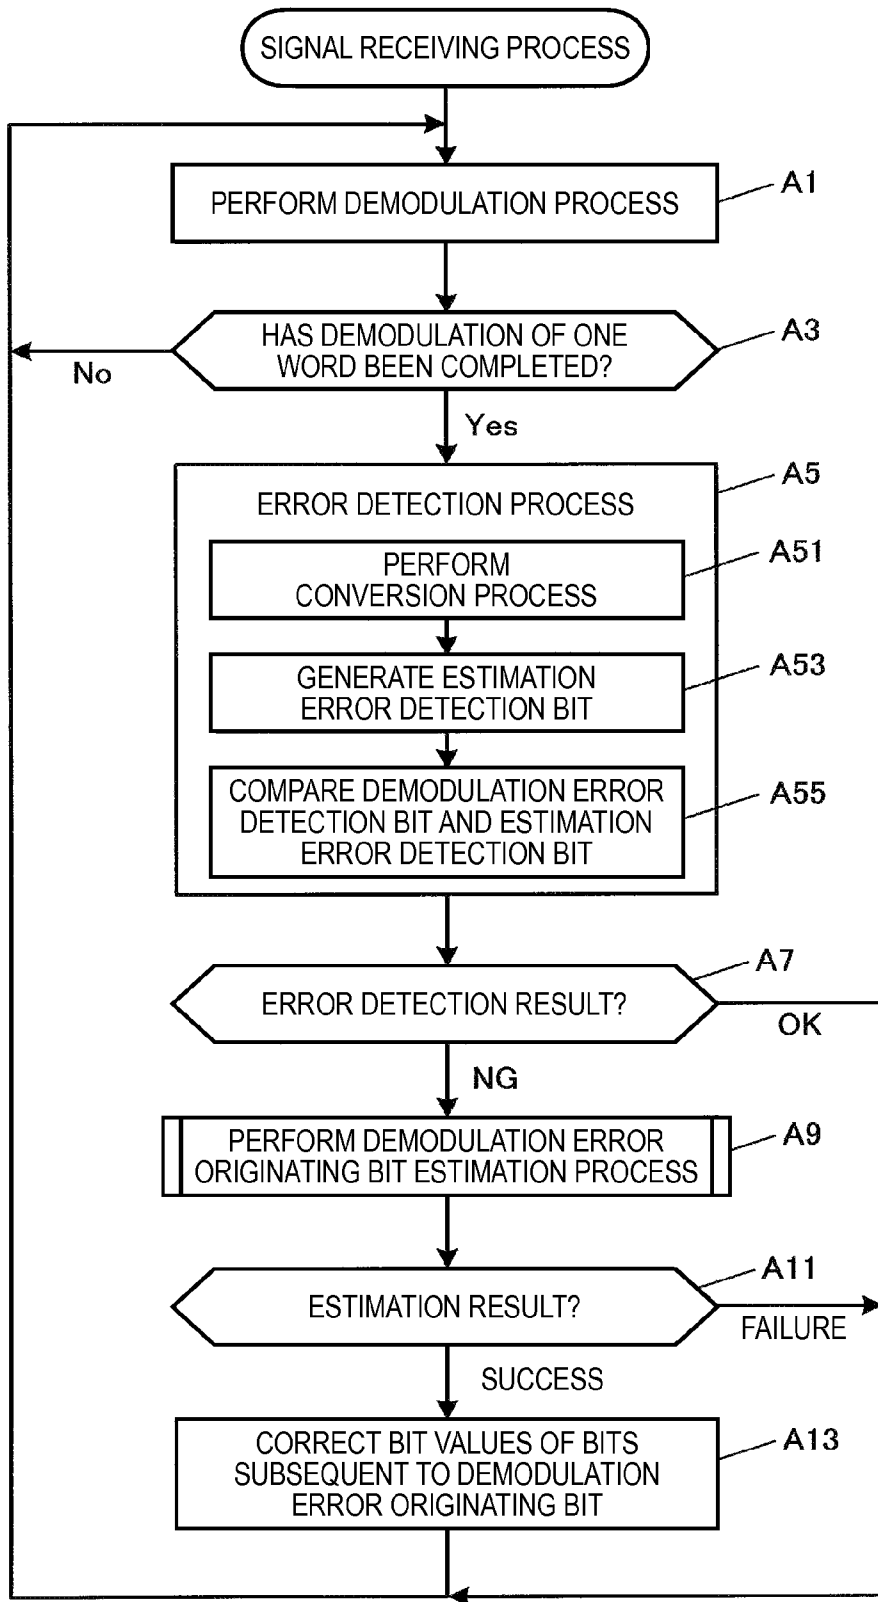 SIGNAL RECEIVING PROCESS
PERFORM DEMODULATION PROCESS
A1
HAS DEMODULATION OF ONE
WORD BEEN COMPLETED?
A3
No
Yes
A5
ERROR DETECTION PROCESS
PERFORM
CONVERSION PROCESS
A51
GENERATE ESTIMATION
ERROR DETECTION BIT
A53
COMPARE DEMODULATION ERROR
DETECTION BIT AND ESTIMATION
ERROR DETECTION BIT
A55
ERROR DETECTION RESULT?
A7
OK
NG
PERFORM DEMODULATION ERROR
ORIGINATING BIT ESTIMATION PROCESS
A9
ESTIMATION RESULT?
A11
FAILURE
SUCCESS
CORRECT BIT VALUES OF BITS
SUBSEQUENT TO DEMODULATION
ERROR ORIGINATING BIT
A13